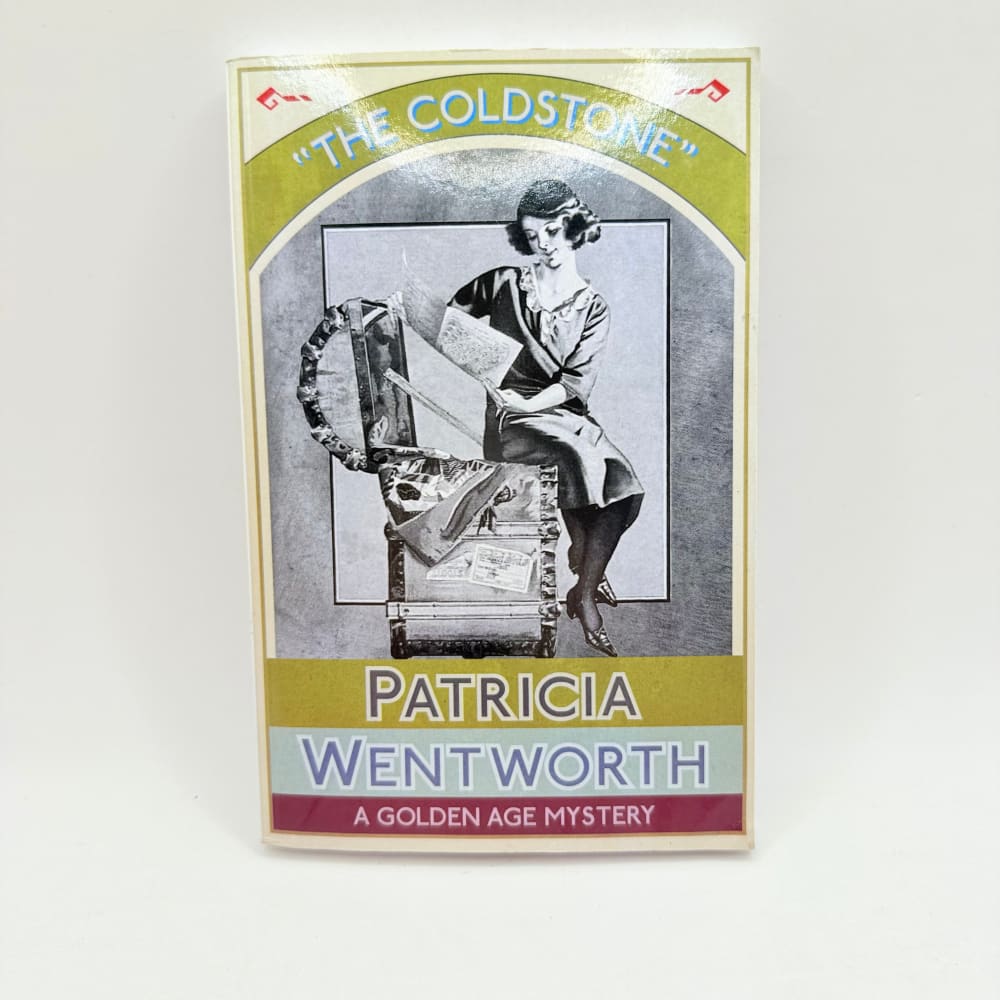 "THE COLDSTONE"
PATRICIA
WENTWORTH
A GOLDEN AGE MYSTERY